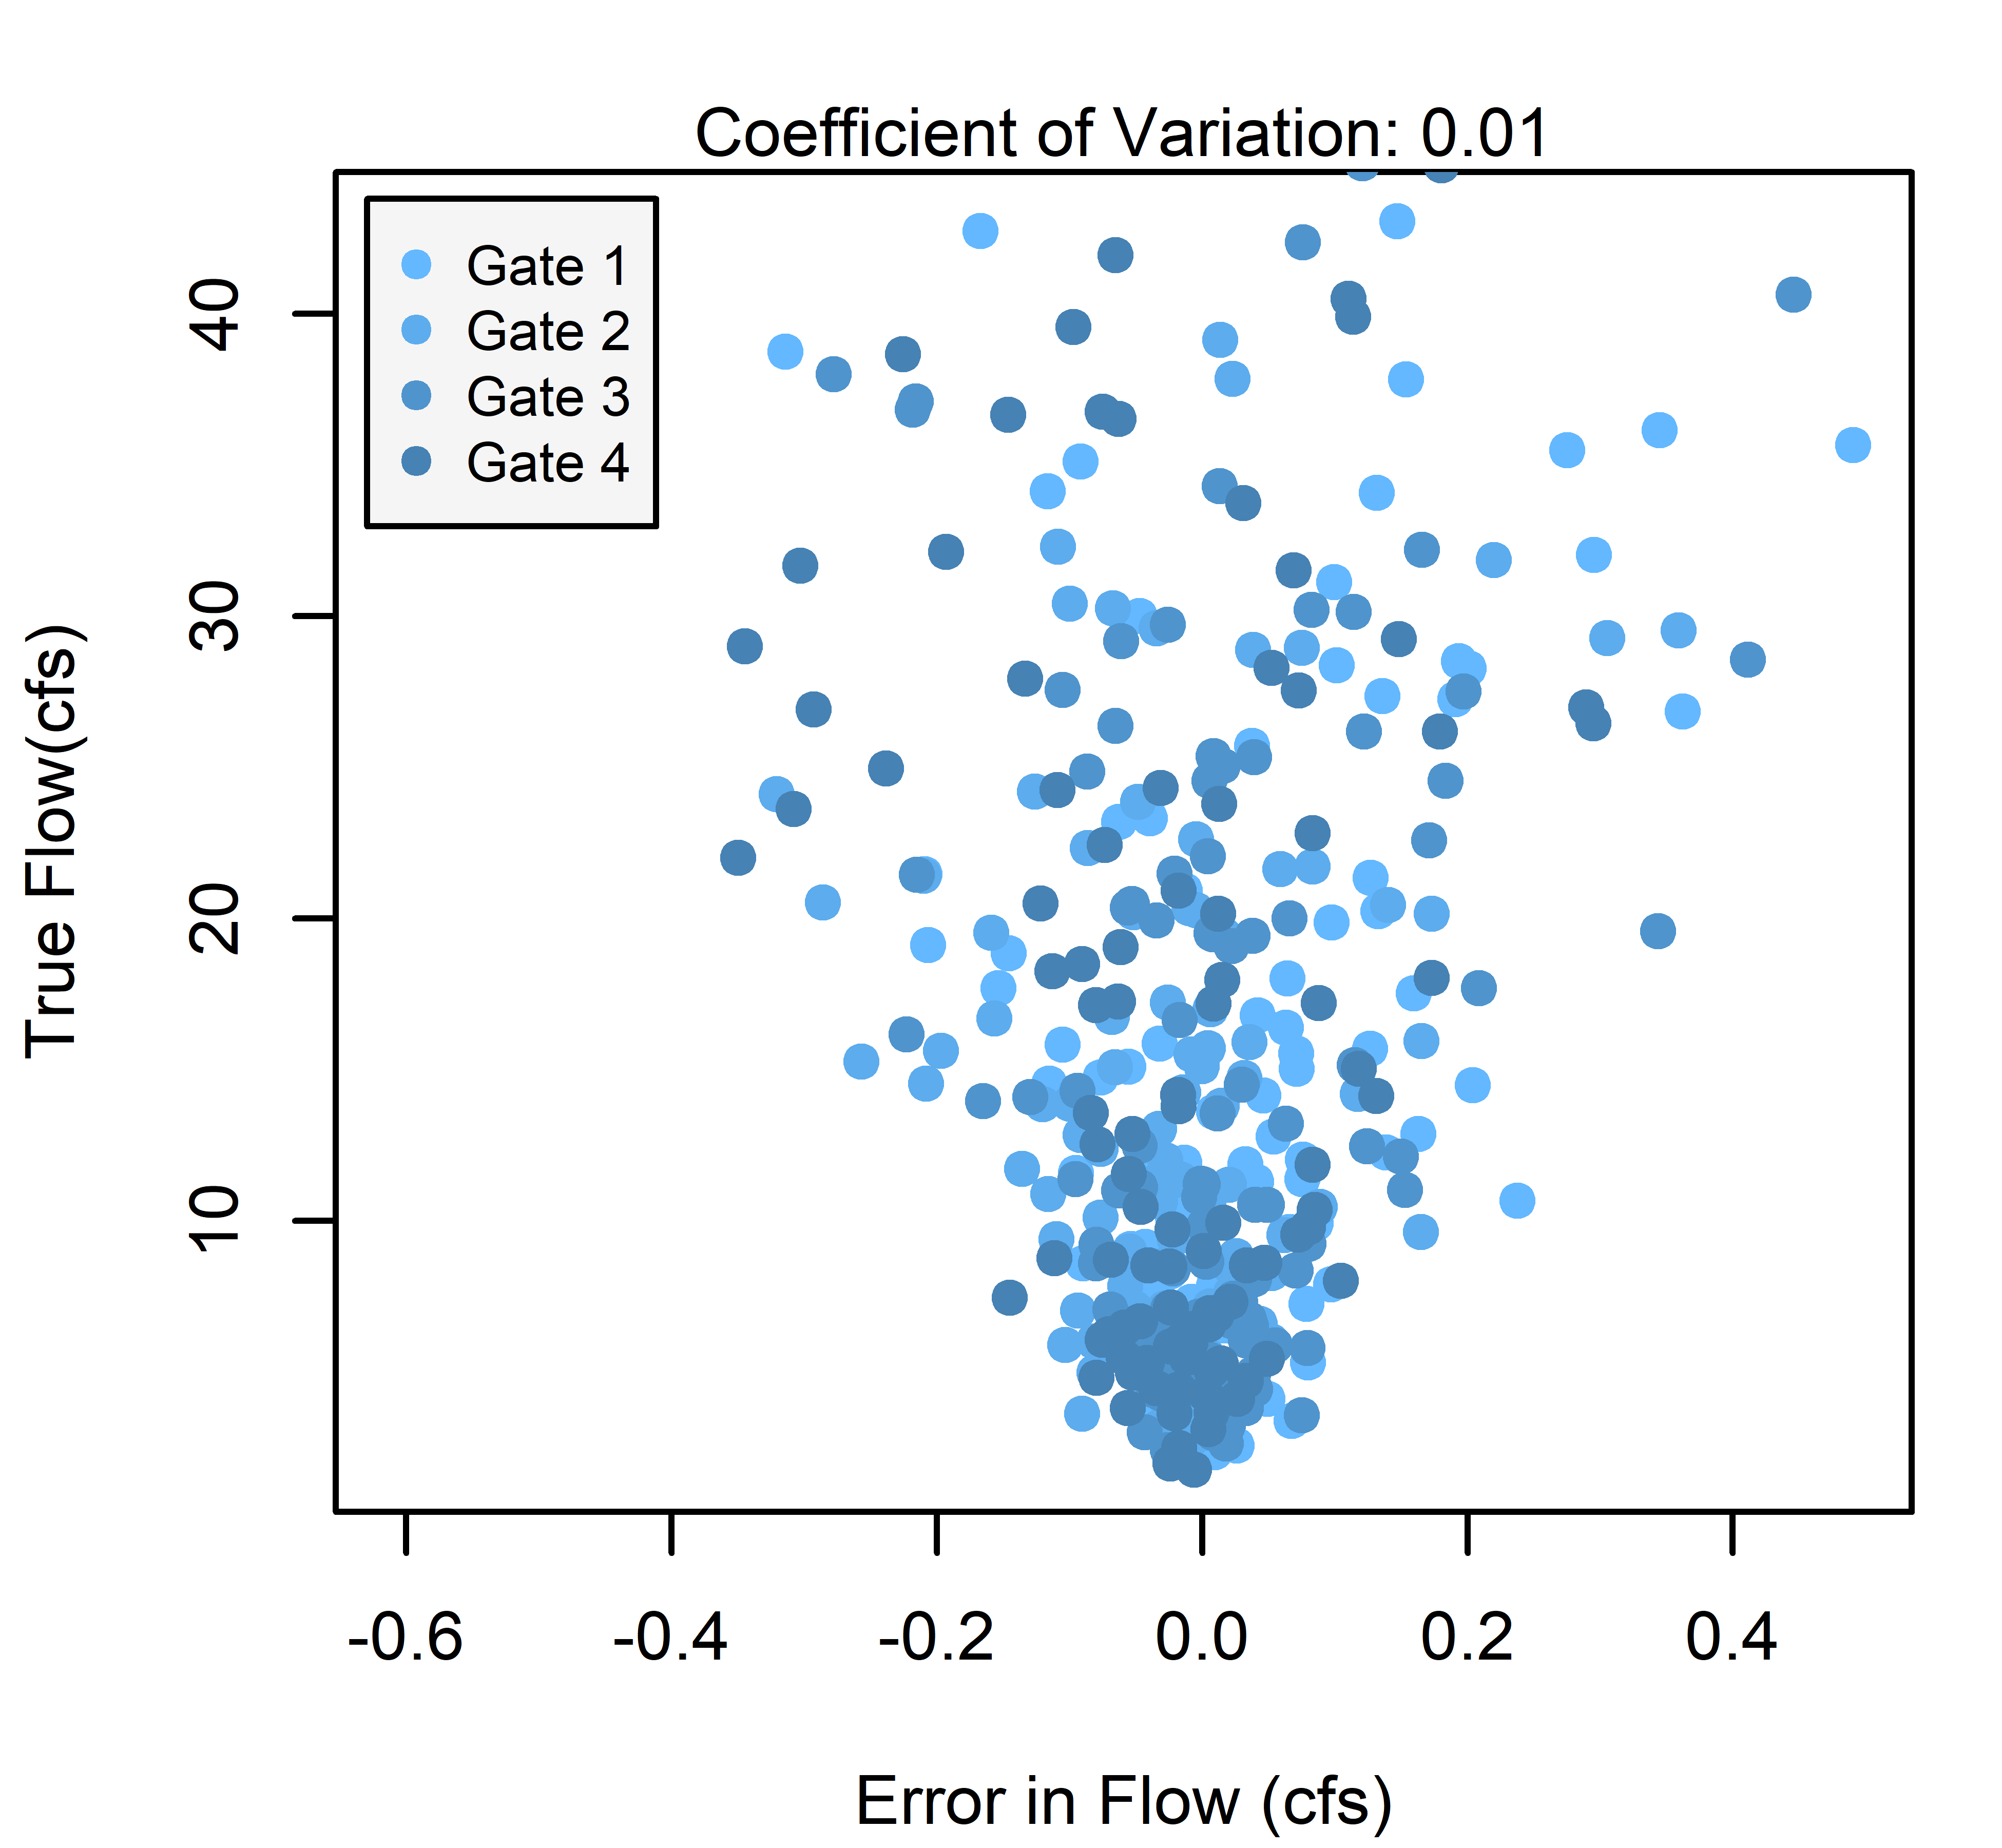 Coefficient of Variation: 0.01
Gate 1
Gate 2
Gate 3
Gate 4
True Flow(cfs)
40
30
20
10
-0.6 -0.4 -0.2 0.0 0.2 0.4
Error in Flow (cfs)